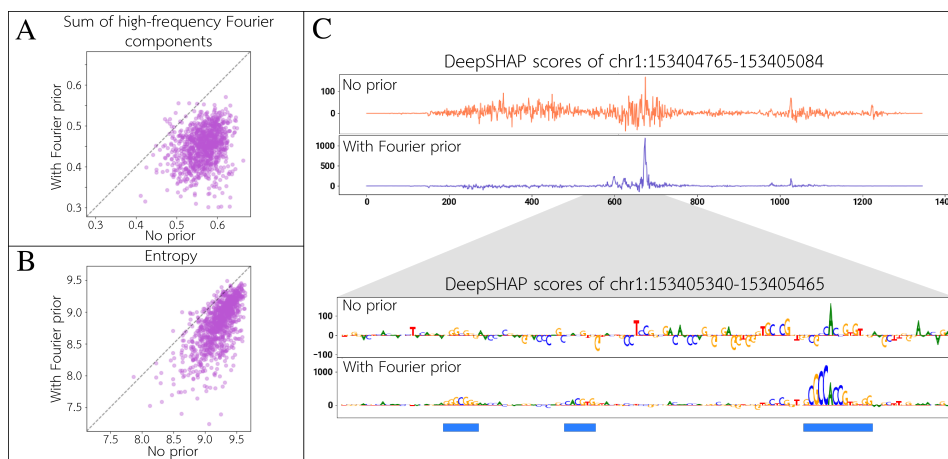 A
Sum of high-frequency Fourier
components
With Fourier prior
0.6
0.5
0.4
0.3
0.3 0.4 0.5 0.6
No prior
B
Entropy
With Fourier prior
9.5
9.0
8.5
8.0
7.5
7.5 8.0 8.5 9.0 9.5
No prior
C
DeepSHAP scores of chr1:153404765-153405084
No prior
100
0
With Fourier prior
1000
500
0
0 200 400 600 800 1000 1200 1400
DeepSHAP scores of chr1:153405340-153405465
No prior
100
0
-100
With Fourier prior
1000
0